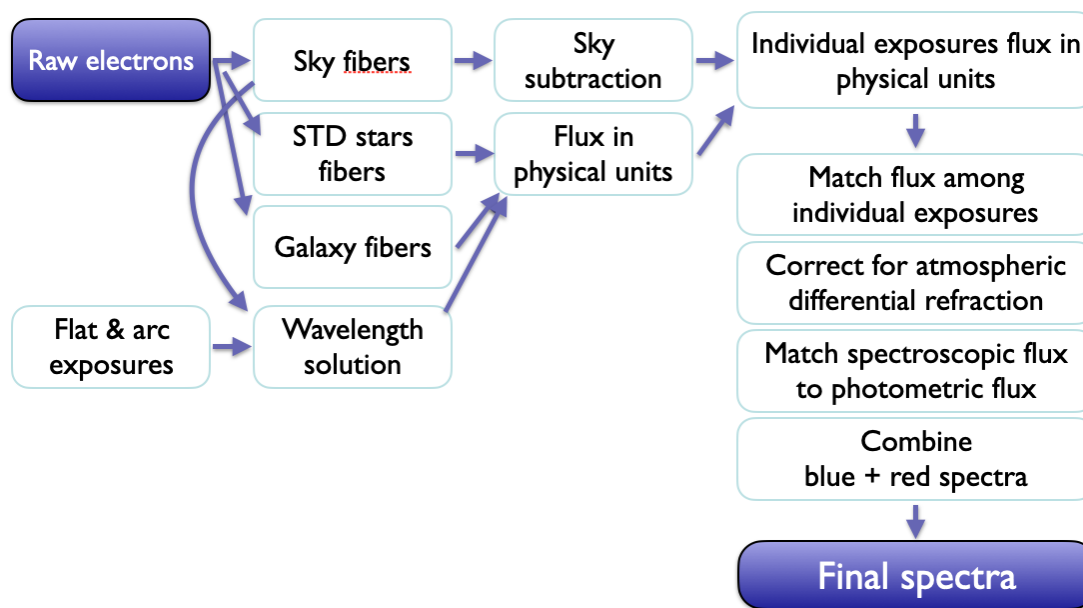 Raw electrons
Sky fibers
Sky
subtraction
Individual exposures flux in
physical units
STD stars
fibers
Flux in
physical units
Galaxy fibers
Match flux among
individual exposures
Correct for atmospheric
differential refraction
Flat & arc
exposures
Wavelength
solution
Match spectroscopic flux
to photometric flux
Combine
blue + red spectra
Final spectra